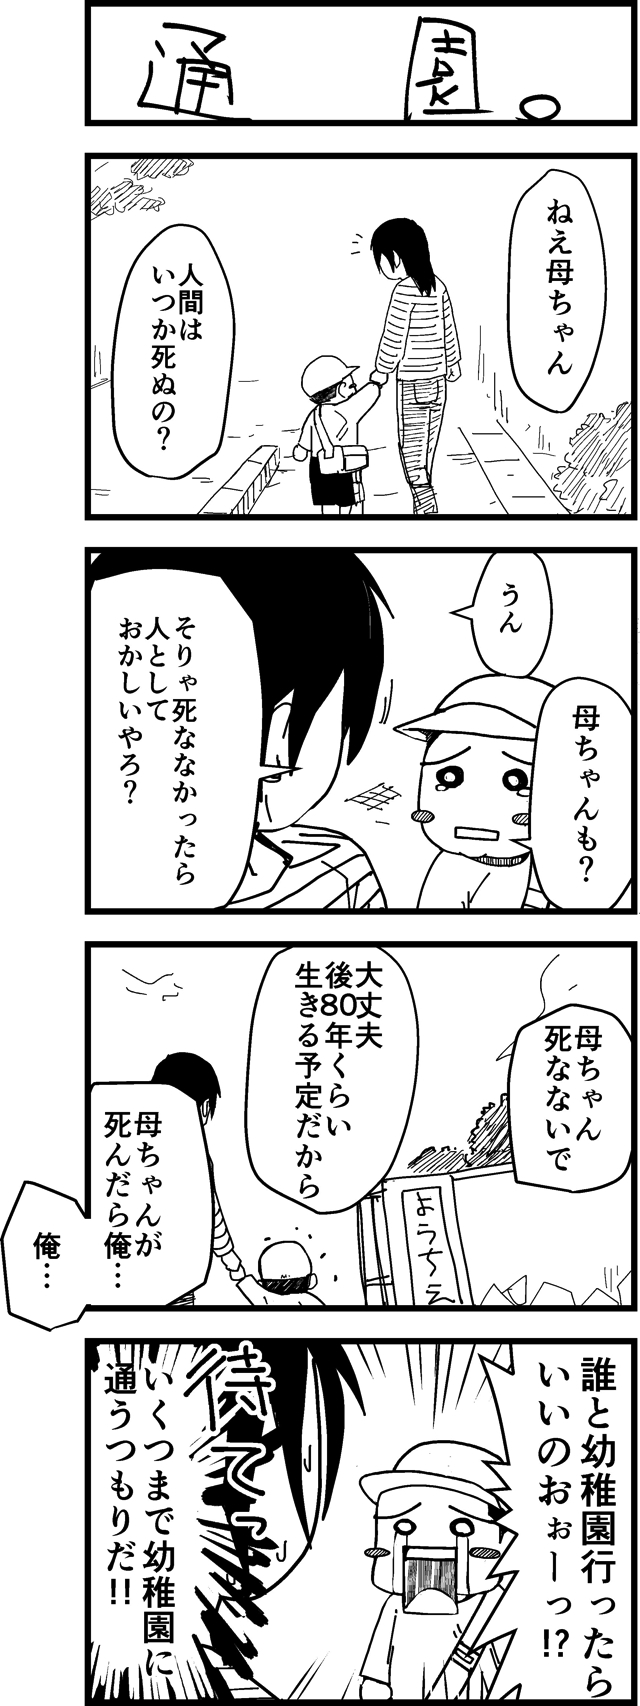 通園。
ねえ母ちゃん
人間は
いつか死ぬの?
うん
母ちゃんも?
そりゃ死ななかったら
人として
おかしいやろ?
母ちゃん
死なないで
大丈夫
後80年くらい
生きる予定だから
ようちえ
母ちゃんが
死んだら俺…
俺…
誰と幼稚園行ったら
いいのおぉーっ!?
待てっ
いくつまで幼稚園に
通うつもりだ!!